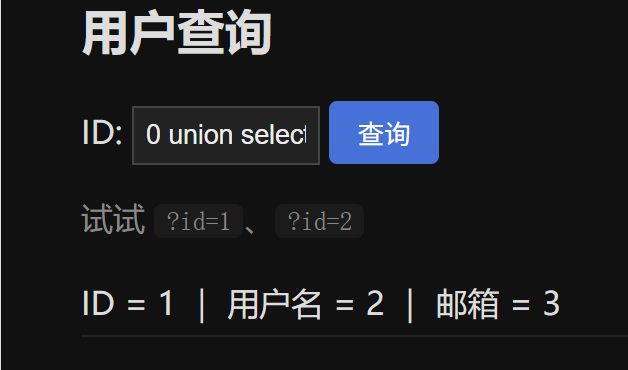 用户查询
ID: 0 union select 查询
试试 ?id=1、 ?id=2
ID = 1 | 用户名 = 2 | 邮箱 = 3